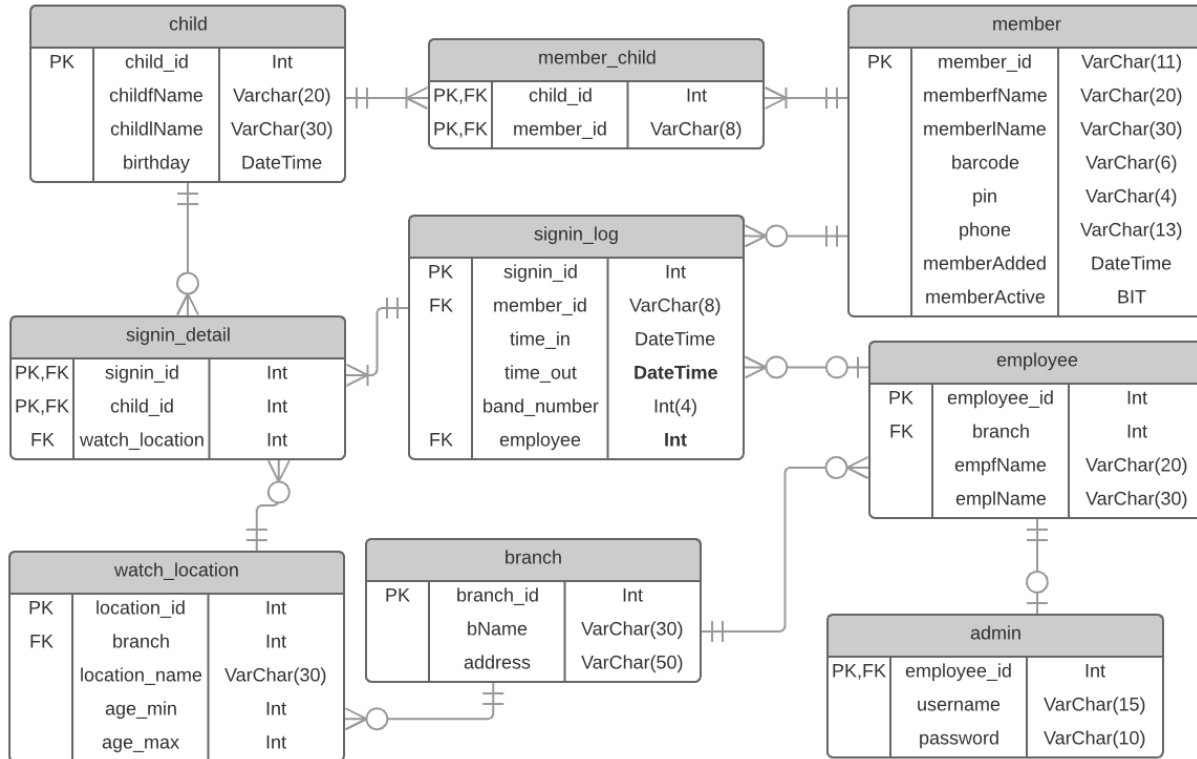 child
PK child_id Int
childfName Varchar(20)
childlName VarChar(30)
birthday DateTime
member_child
PK,FK child_id Int
PK,FK member_id VarChar(8)
member
PK member_id VarChar(11)
memberfName VarChar(20)
memberlName VarChar(30)
barcode VarChar(6)
pin VarChar(4)
phone VarChar(13)
memberAdded DateTime
memberActive BIT
signin_log
PK signin_id Int
FK member_id VarChar(8)
time_in DateTime
time_out DateTime
band_number Int(4)
FK employee Int
signin_detail
PK,FK signin_id Int
PK,FK child_id Int
FK watch_location Int
employee
PK employee_id Int
FK branch Int
empfName VarChar(20)
emplName VarChar(30)
watch_location
PK location_id Int
FK branch Int
location_name VarChar(30)
age_min Int
age_max Int
branch
PK branch_id Int
bName VarChar(30)
address VarChar(50)
admin
PK,FK employee_id Int
username VarChar(15)
password VarChar(10)